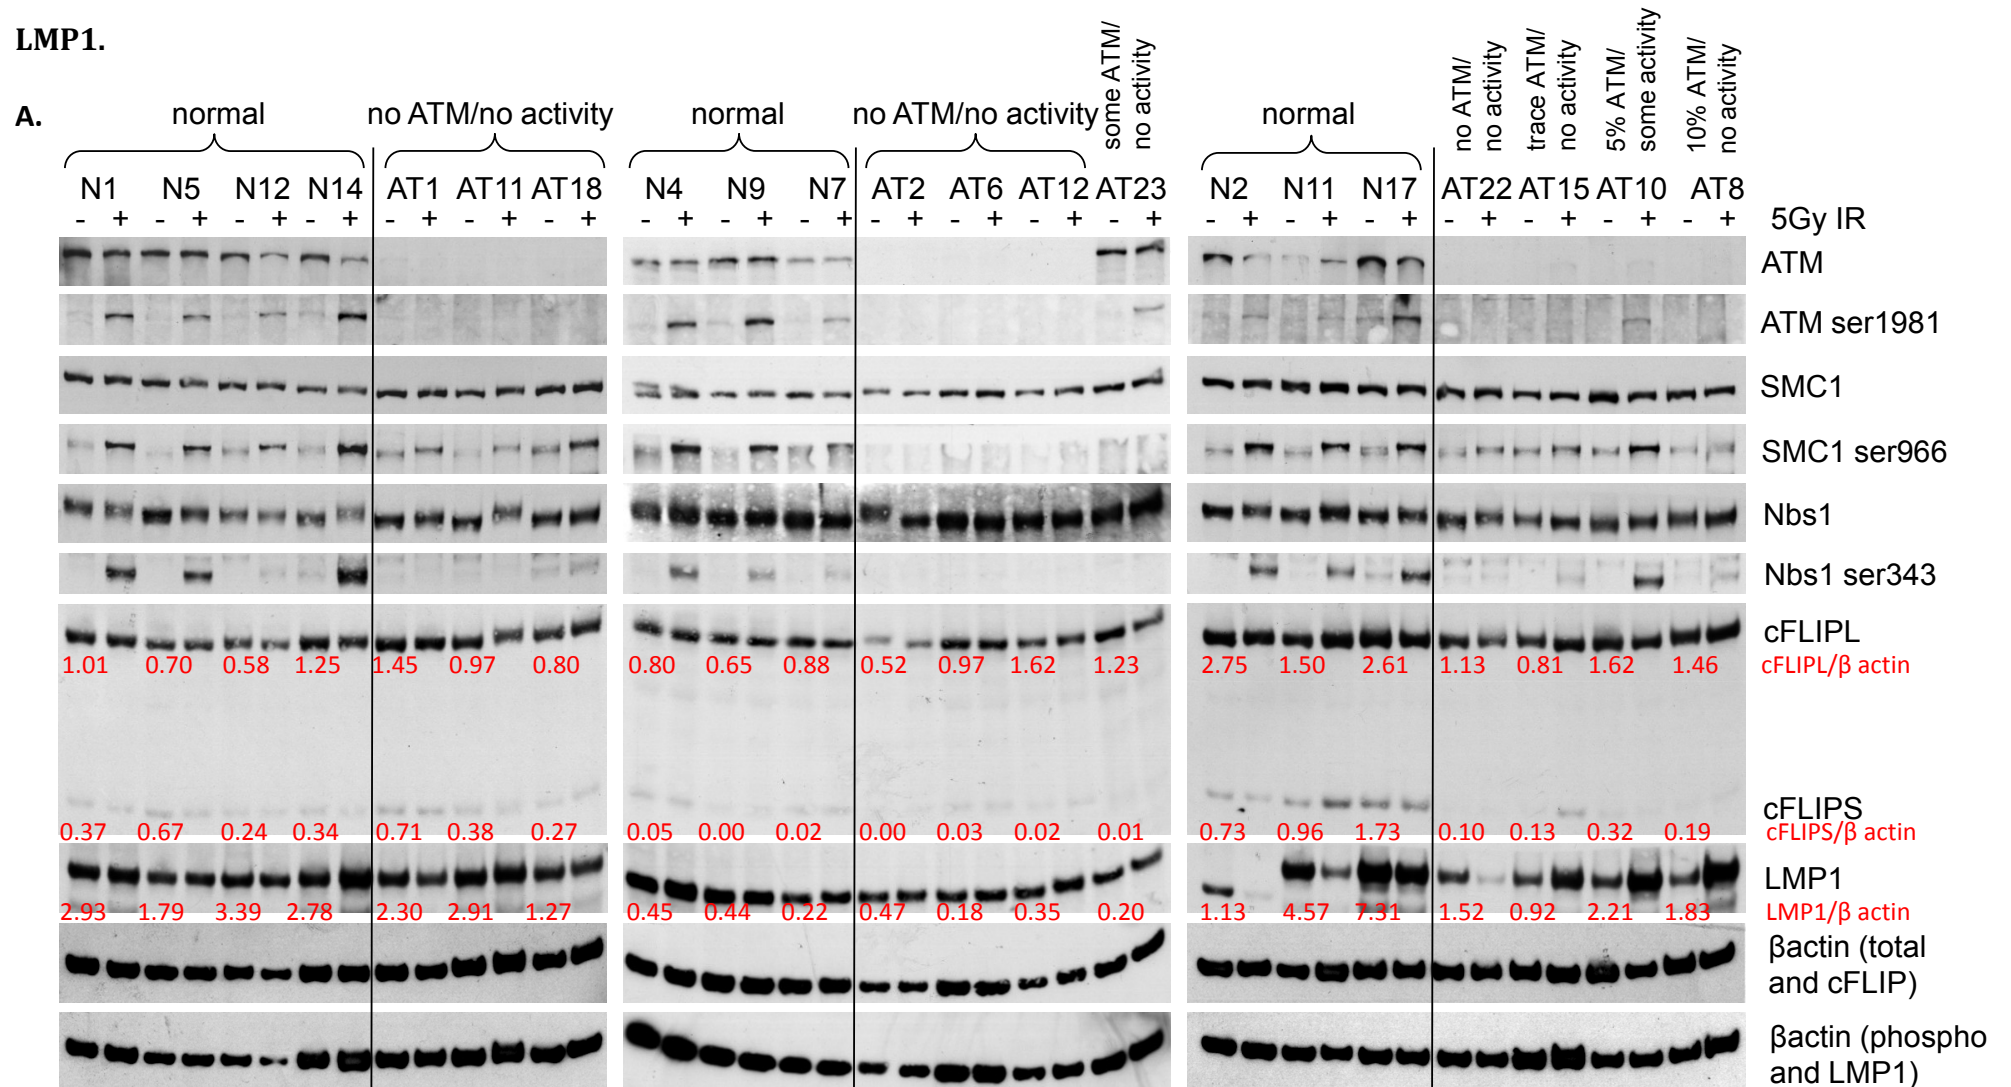 LMP1.
A.
normal no ATM/no activity normal no ATM/no activity some ATM/ no activity normal no ATM/ no activity trace ATM/ no activity 5% ATM/ some activity 10% ATM/ no activity
N1 N5 N12 N14 AT1 AT11 AT18 N4 N9 N7 AT2 AT6 AT12 AT23 N2 N11 N17 AT22 AT15 AT10 AT8
- + - + - + - + - + - + - + - + - + - + - + - + - + - + - + - + - + - + - + - + - + 5Gy IR
ATM
ATM ser1981
SMC1
SMC1 ser966
Nbs1
Nbs1 ser343
cFLIPL
1.01 0.70 0.58 1.25 1.45 0.97 0.80 0.80 0.65 0.88 0.52 0.97 1.62 1.23 2.75 1.50 2.61 1.13 0.81 1.62 1.46 cFLIPL/β actin
cFLIPS
0.37 0.67 0.24 0.34 0.71 0.38 0.27 0.05 0.00 0.02 0.00 0.03 0.02 0.01 0.73 0.96 1.73 0.10 0.13 0.32 0.19 cFLIPS/β actin
LMP1
2.93 1.79 3.39 2.78 2.30 2.91 1.27 0.45 0.44 0.22 0.47 0.18 0.35 0.20 1.13 4.57 7.31 1.52 0.92 2.21 1.83 LMP1/β actin
βactin (total
and cFLIP)
βactin (phospho
and LMP1)